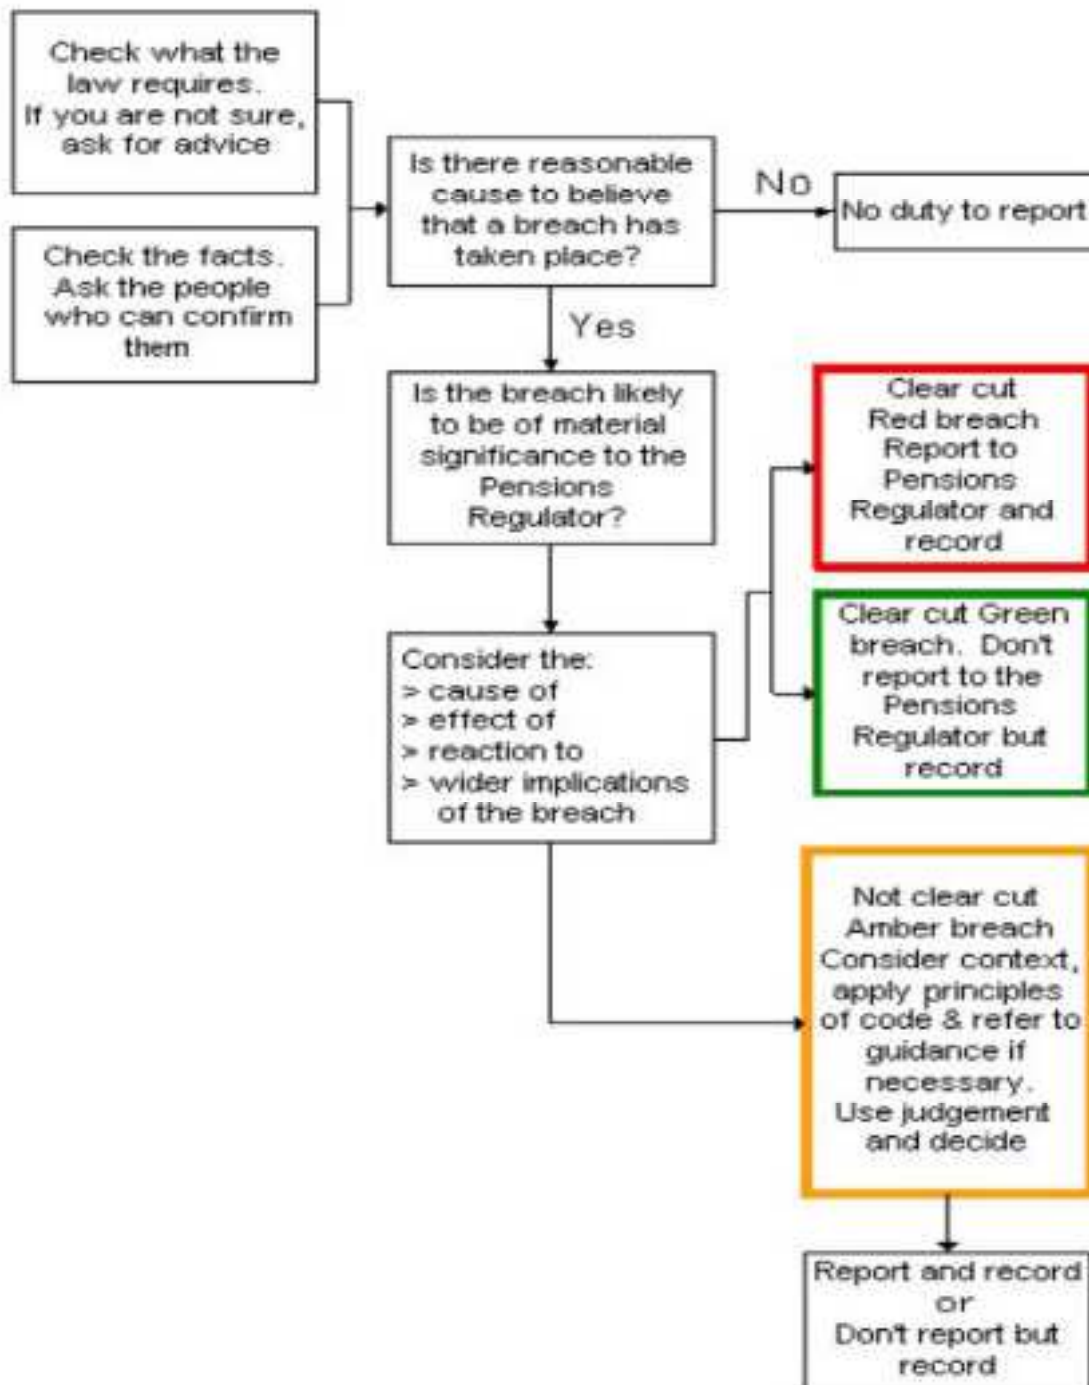 Check what the
law requires.
If you are not sure,
ask for advice
Check the facts.
Ask the people
who can confirm
them
Is there reasonable
cause to believe
that a breach has
taken place?
No
No duty to report
Yes
Is the breach likely
to be of material
significance to the
Pensions
Regulator?
Clear cut
Red breach
Report to
Pensions
Regulator and
record
Clear cut Green
breach. Don't
report to the
Pensions
Regulator but
record
Consider the:
> cause of
> effect of
> reaction to
> wider implications
of the breach
Not clear cut
Amber breach
Consider context,
apply principles
of code & refer to
guidance if
necessary.
Use judgement
and decide
Report and record
or
Don't report but
record